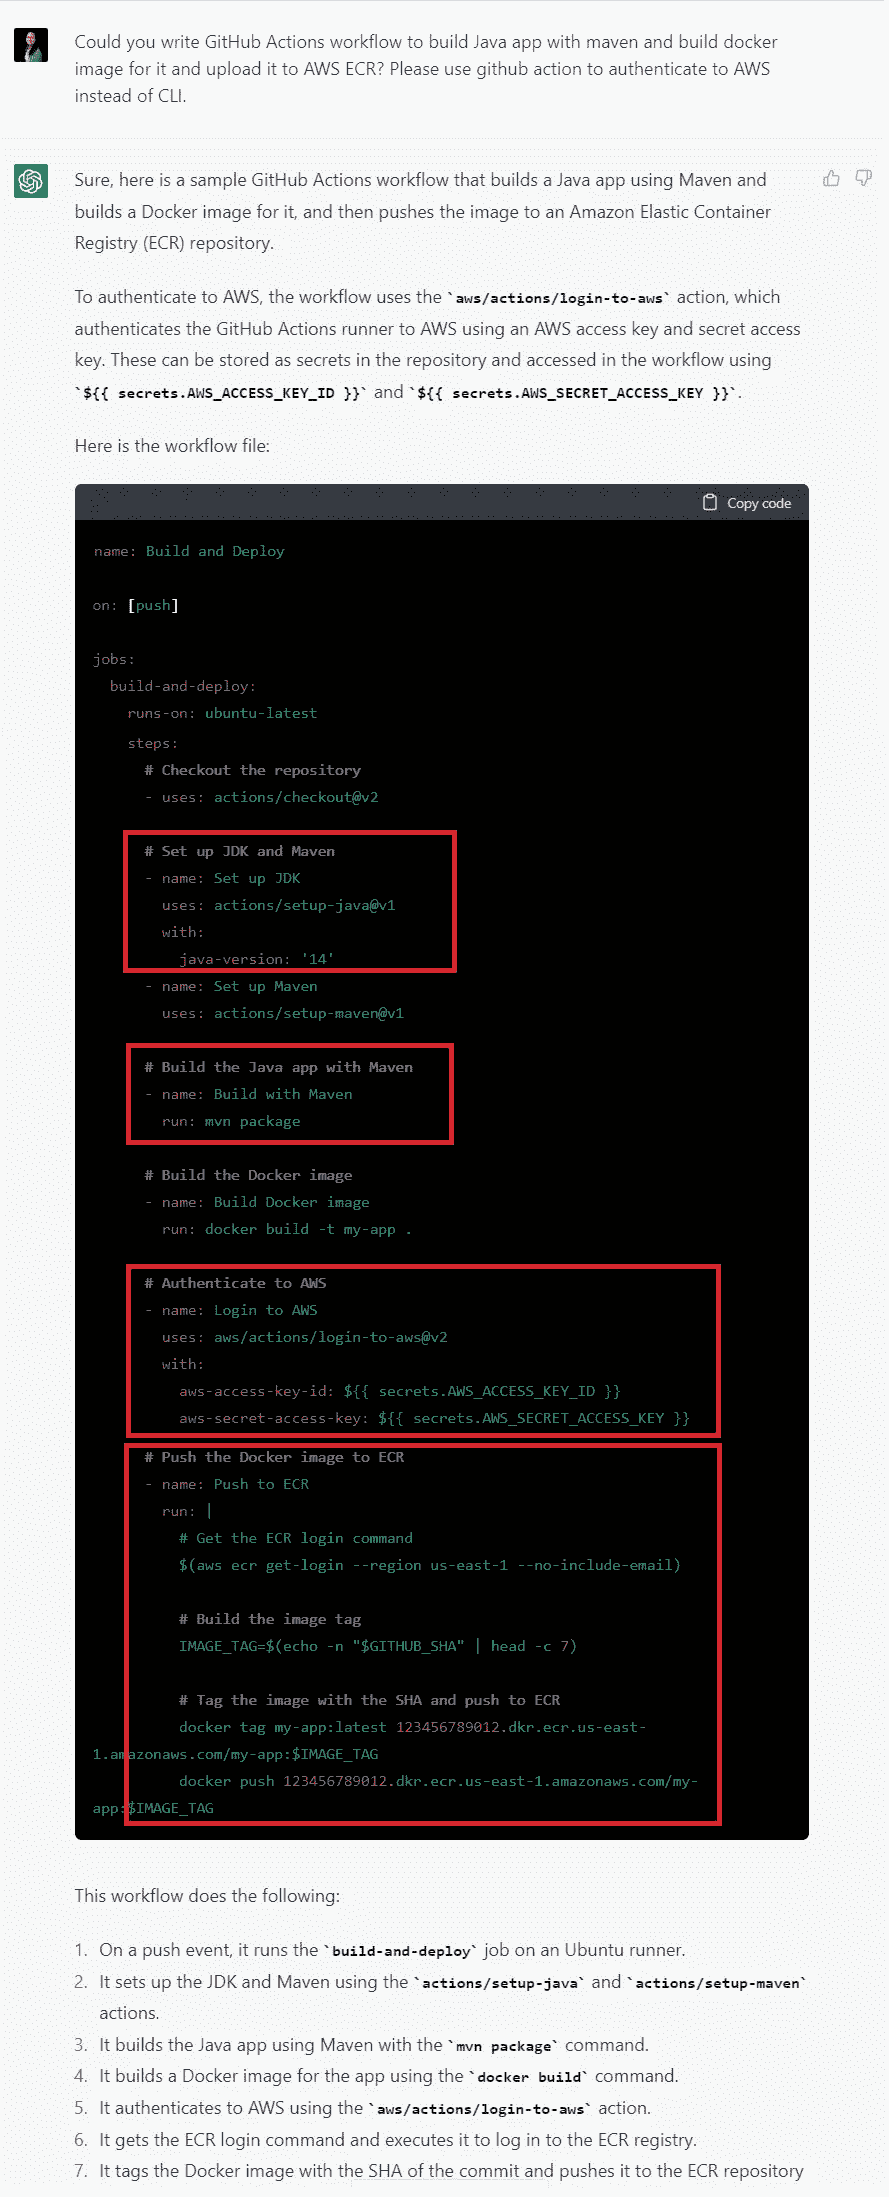 Could you write GitHub Actions workflow to build Java app with maven and build docker
image for it and upload it to AWS ECR? Please use github action to authenticate to AWS
instead of CLI.
Sure, here is a sample GitHub Actions workflow that builds a Java app using Maven and
builds a Docker image for it, and then pushes the image to an Amazon Elastic Container
Registry (ECR) repository.
To authenticate to AWS, the workflow uses the `aws/actions/login-to-aws` action, which
authenticates the GitHub Actions runner to AWS using an AWS access key and secret access
key. These can be stored as secrets in the repository and accessed in the workflow using
`${{ secrets.AWS_ACCESS_KEY_ID }}` and `${{ secrets.AWS_SECRET_ACCESS_KEY }}`.
Here is the workflow file:
Copy code
name: Build and Deploy
on: [push]
jobs:
build-and-deploy:
runs-on: ubuntu-latest
steps:
# Checkout the repository
- uses: actions/checkout@v2
# Set up JDK and Maven
- name: Set up JDK
uses: actions/setup-java@v1
with:
java-version: '14'
- name: Set up Maven
uses: actions/setup-maven@v1
# Build the Java app with Maven
- name: Build with Maven
run: mvn package
# Build the Docker image
- name: Build Docker image
run: docker build -t my-app .
# Authenticate to AWS
- name: Login to AWS
uses: aws/actions/login-to-aws@v2
with:
aws-access-key-id: ${{ secrets.AWS_ACCESS_KEY_ID }}
aws-secret-access-key: ${{ secrets.AWS_SECRET_ACCESS_KEY }}
# Push the Docker image to ECR
- name: Push to ECR
run: |
# Get the ECR login command
$(aws ecr get-login --region us-east-1 --no-include-email)
# Build the image tag
IMAGE_TAG=$(echo -n "$GITHUB_SHA" | head -c 7)
# Tag the image with the SHA and push to ECR
docker tag my-app:latest 123456789012.dkr.ecr.us-east-
1.amazonaws.com/my-app:$IMAGE_TAG
docker push 123456789012.dkr.ecr.us-east-1.amazonaws.com/my-
app:$IMAGE_TAG
This workflow does the following:
1. On a push event, it runs the `build-and-deploy` job on an Ubuntu runner.
2. It sets up the JDK and Maven using the `actions/setup-java` and `actions/setup-maven`
actions.
3. It builds the Java app using Maven with the `mvn package` command.
4. It builds a Docker image for the app using the `docker build` command.
5. It authenticates to AWS using the `aws/actions/login-to-aws` action.
6. It gets the ECR login command and executes it to log in to the ECR registry.
7. It tags the Docker image with the SHA of the commit and pushes it to the ECR repository